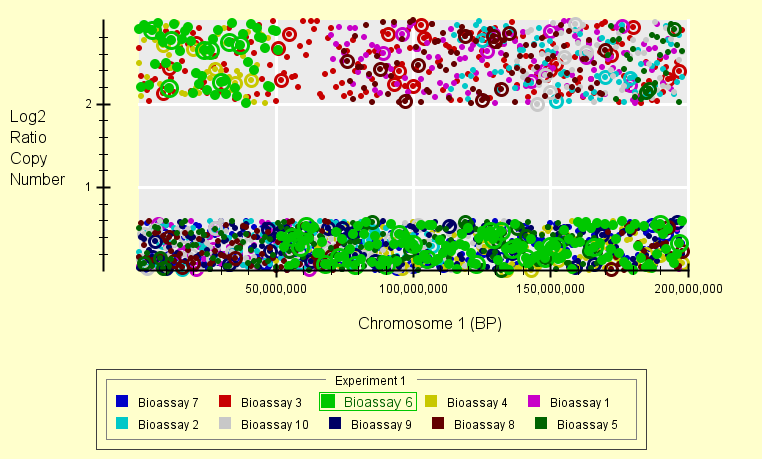 Log2
Ratio
Copy
Number
2
1
50,000,000
100,000,000
150,000,000
200,000,000
Chromosome 1 (BP)
Experiment 1
Bioassay 7
Bioassay 3
Bioassay 6
Bioassay 4
Bioassay 1
Bioassay 2
Bioassay 10
Bioassay 9
Bioassay 8
Bioassay 5